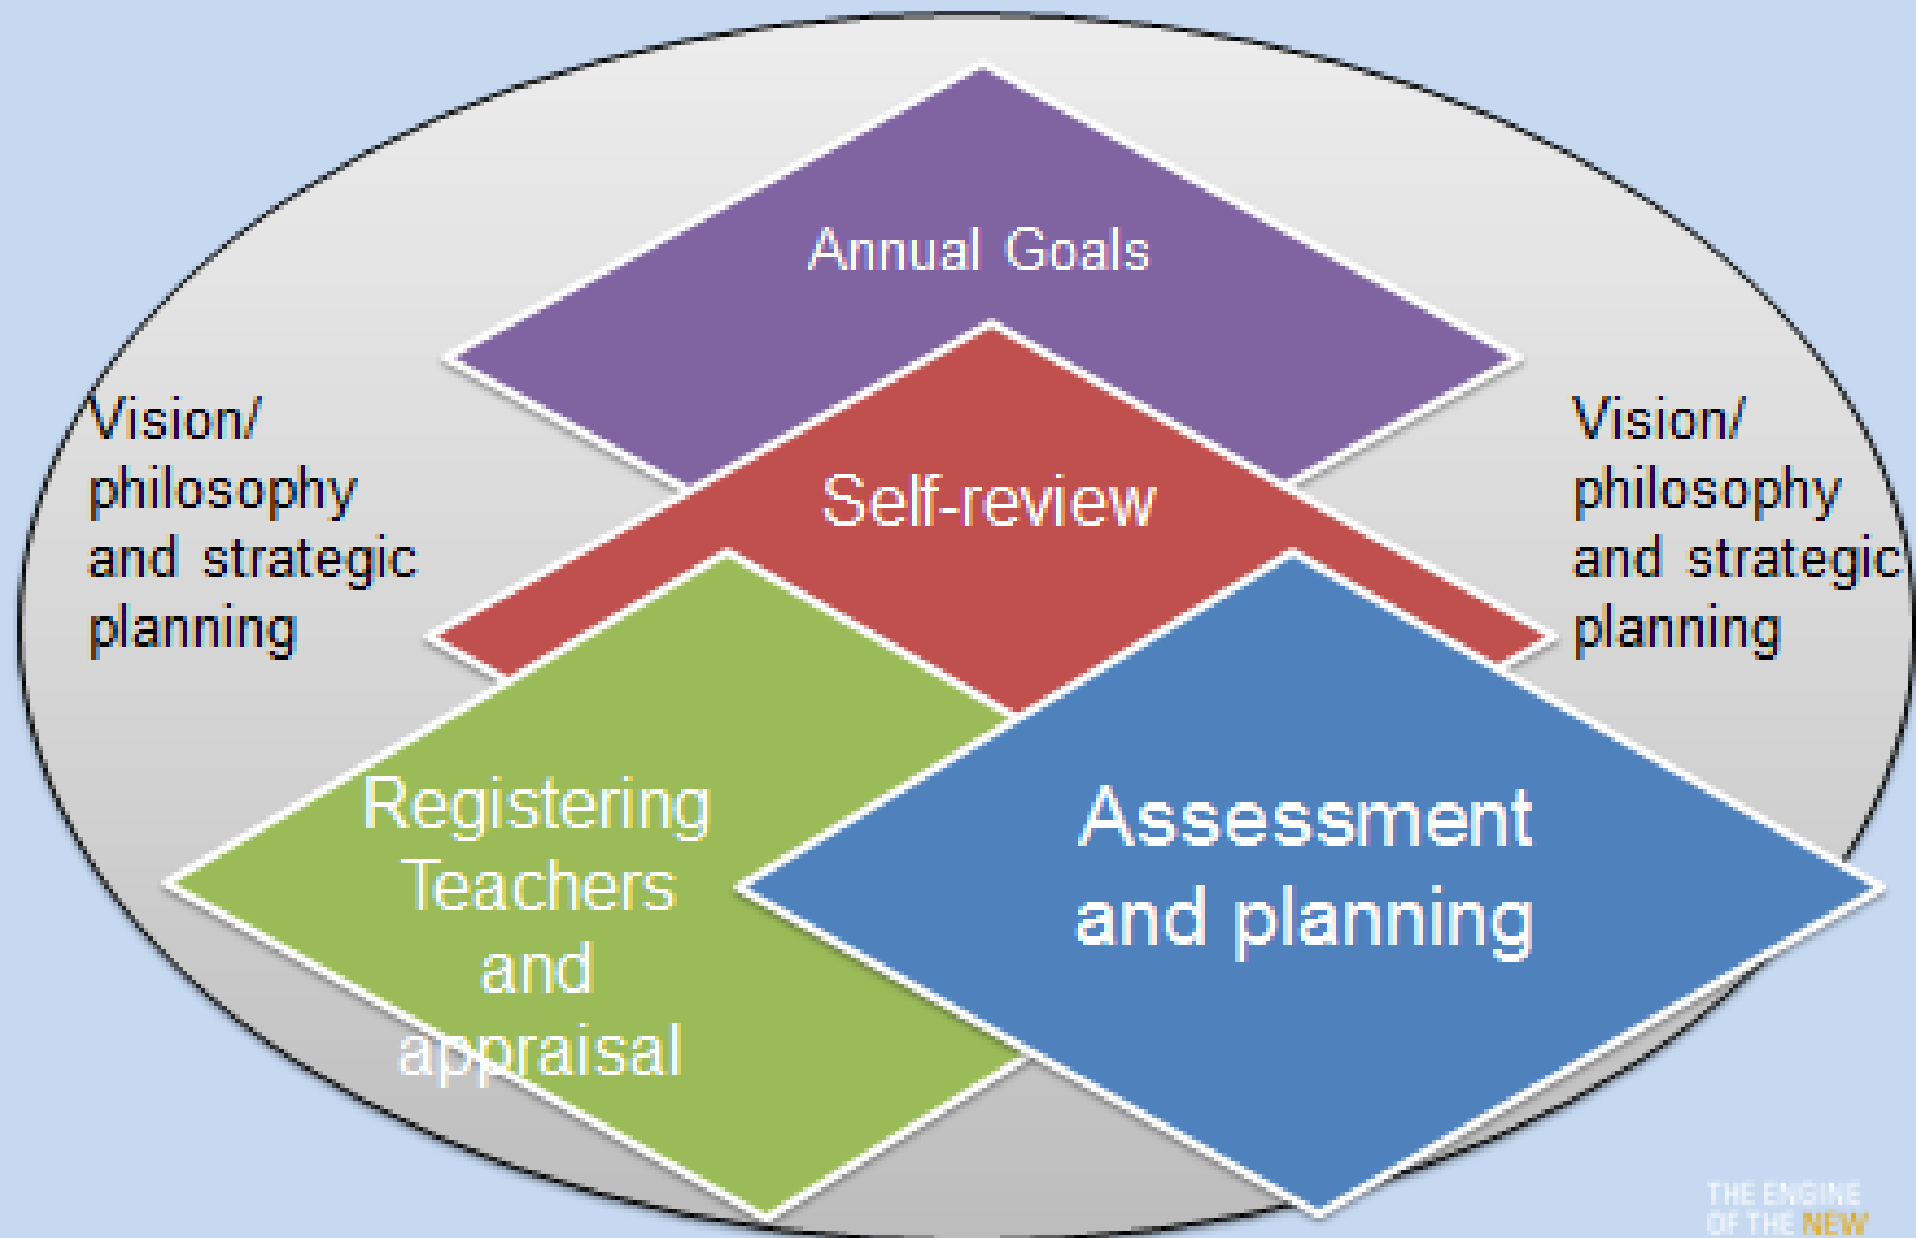 Annual Goals
Vision/
philosophy
and strategic
planning
Self-review
Vision/
philosophy
and strategic
planning
Registering
Teachers
and
appraisal
Assessment
and planning
THE ENGINE
OF THE NEW